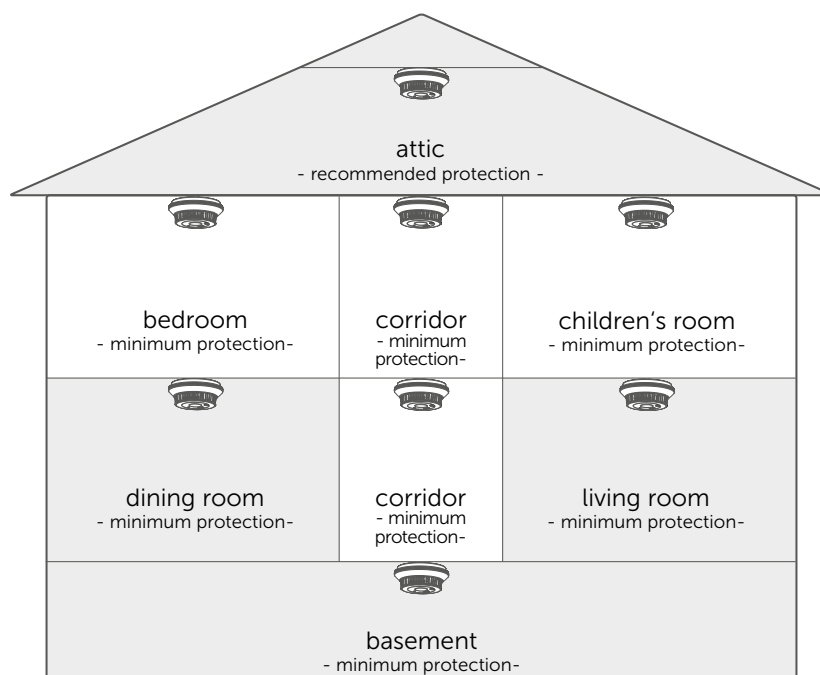 attic
- recommended protection -
bedroom
- minimum protection-
corridor
- minimum
protection-
children‘s room
- minimum protection-
dining room
- minimum protection-
corridor
- minimum
protection-
living room
- minimum protection-
basement
- minimum protection-